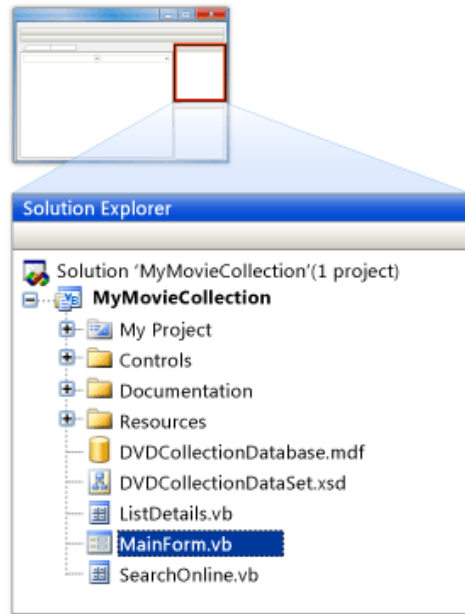 Solution Explorer
Solution 'MyMovieCollection'(1 project)
MyMovieCollection
My Project
Controls
Documentation
Resources
DVDCollectionDatabase.mdf
DVDCollectionDataSet.xsd
ListDetails.vb
MainForm.vb
SearchOnline.vb